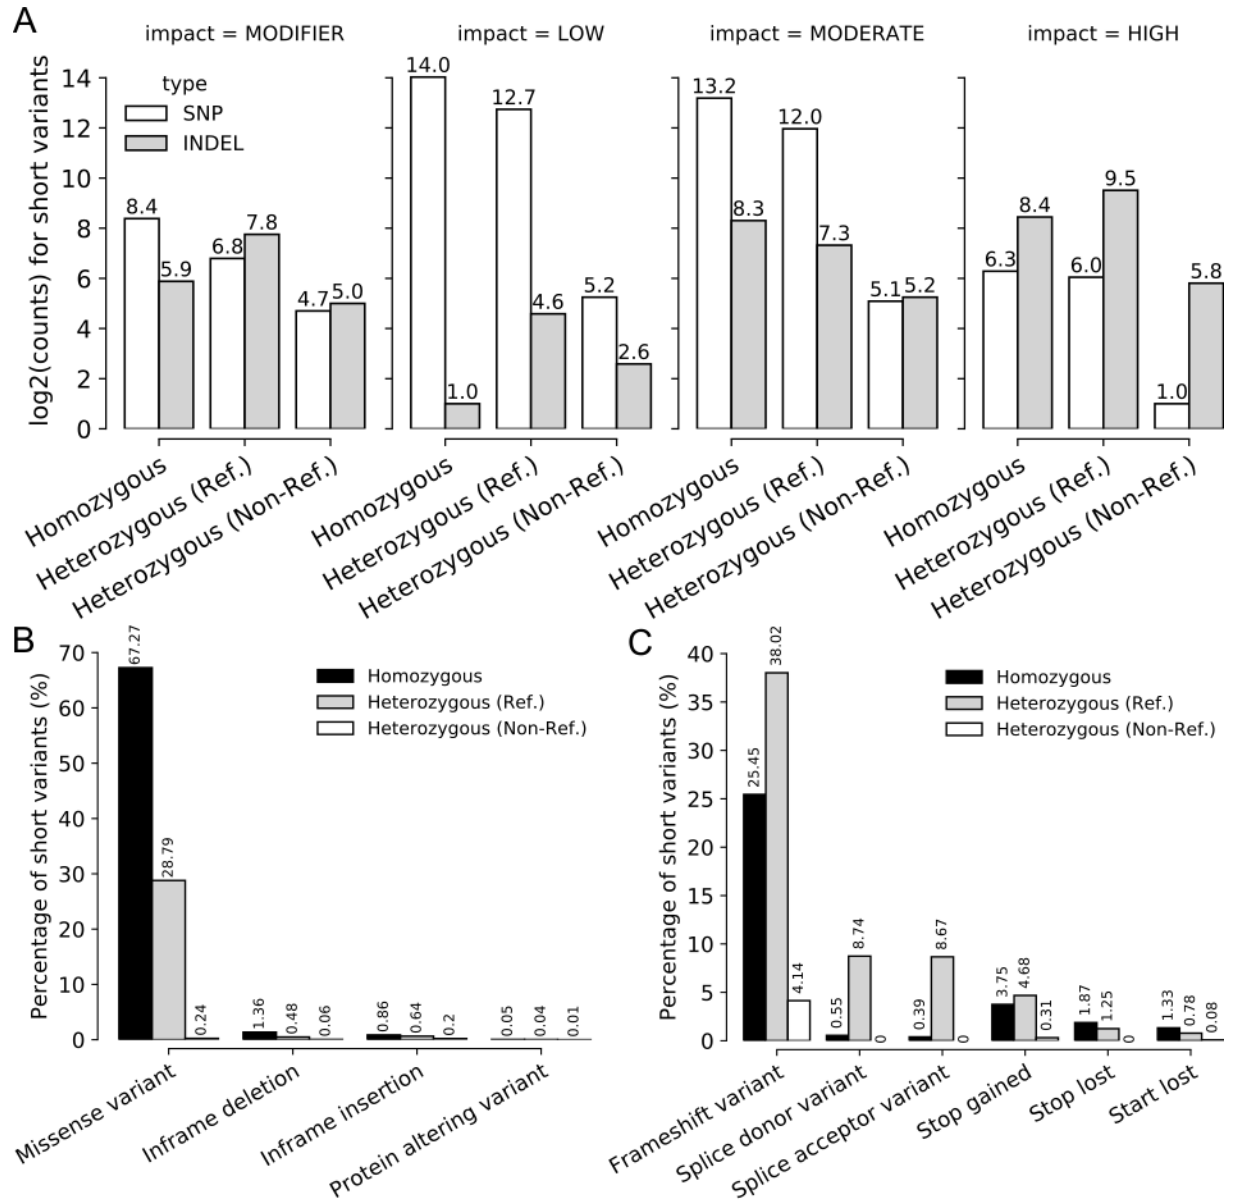 A
impact = MODIFIER
impact = LOW
impact = MODERATE
impact = HIGH
log2(counts) for short variants
14
12
10
8
6
4
2
0
type
SNP
INDEL
8.4
5.9
6.8
7.8
4.7
5.0
14.0
1.0
12.7
4.6
5.2
2.6
13.2
8.3
12.0
7.3
5.1
5.2
6.3
8.4
6.0
9.5
1.0
5.8
Homozygous
Heterozygous (Ref.)
Heterozygous (Non-Ref.)
Homozygous
Heterozygous (Ref.)
Heterozygous (Non-Ref.)
Homozygous
Heterozygous (Ref.)
Heterozygous (Non-Ref.)
Homozygous
Heterozygous (Ref.)
Heterozygous (Non-Ref.)
B
Percentage of short variants (%)
70
60
50
40
30
20
10
0
Homozygous
Heterozygous (Ref.)
Heterozygous (Non-Ref.)
67.27
28.79
0.24
1.36
0.48
0.06
0.86
0.64
0.2
0.05
0.04
0.01
Missense variant
Inframe deletion
Inframe insertion
Protein altering variant
C
Percentage of short variants (%)
40
35
30
25
20
15
10
5
0
Homozygous
Heterozygous (Ref.)
Heterozygous (Non-Ref.)
25.45
38.02
4.14
0.55
8.74
0
0.39
8.67
0
3.75
4.68
0.31
1.87
1.25
0
1.33
0.78
0.08
Frameshift variant
Splice donor variant
Splice acceptor variant
Stop gained
Stop lost
Start lost